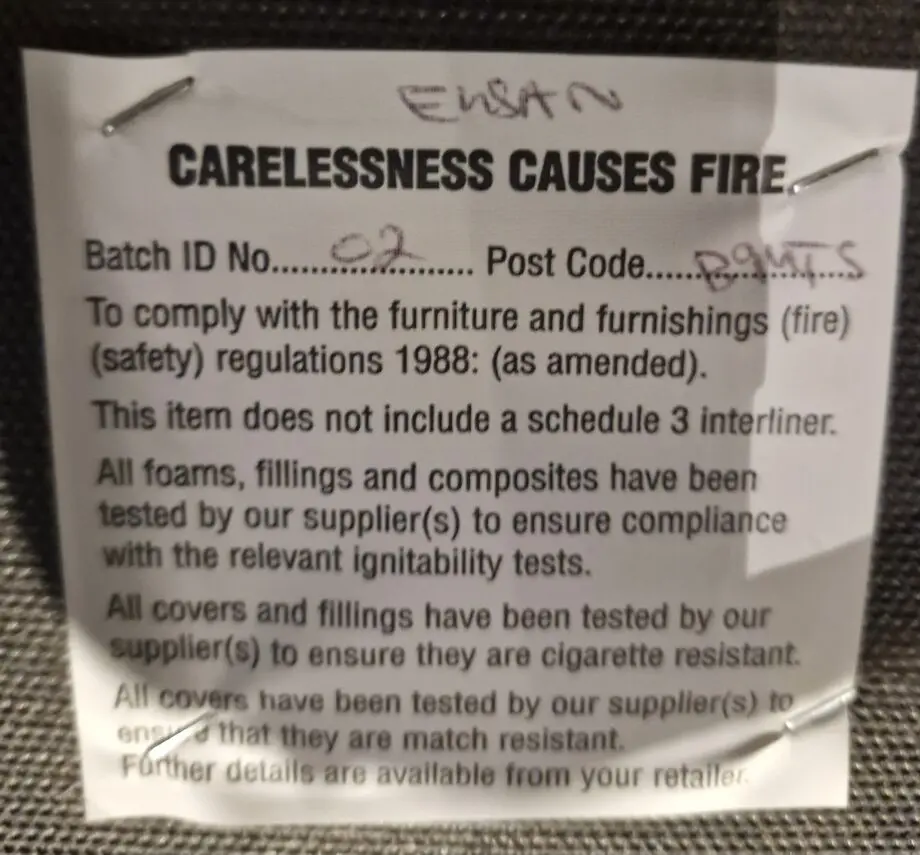 EHSAN
CARELESSNESS CAUSES FIRE
Batch ID No...................... 02 Post Code......................
To comply with the furniture and furnishings (fire)
(safety) regulations 1988: (as amended).
This item does not include a schedule 3 interliner.
All foams, fillings and composites have been
tested by our supplier(s) to ensure compliance
with the relevant ignitability tests.
All covers and fillings have been tested by our
supplier(s) to ensure they are cigarette resistant.
All covers have been tested by our supplier(s) to
ensure that they are match resistant.
Further details are available from your retailer.